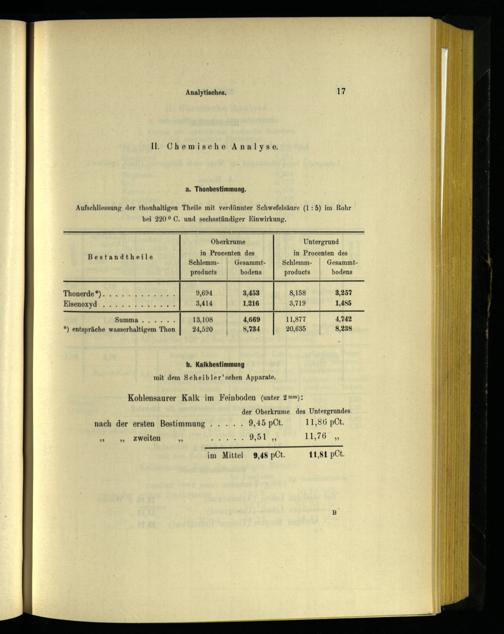 Analytisches. 17
II. Chemische Analyse.
a. Thonbestimmung.
Aufschliessung der thonhaltigen Theile mit verdünnter Schwefelsäure (1:5) im Rohr
bei 220° C. und sechsstündiger Einwirkung.
Bestandtheile Oberkrume Untergrund
in Procenten des in Procenten des
Schlemm- Gesammt- Schlemm- Gesammt-
products bodens products bodens
Thonerde*) . . . . . . . . . . . . 9,694 3,453 8,158 3,257
Eisenoxyd . . . . . . . . . . . . 3,414 1,216 3,719 1,485
Summa . . . . . . 13,108 4,669 11,877 4,742
*) entspräche wasserhaltigem Thon 24,520 8,734 20,635 8,238
b. Kalkbestimmung
mit dem Scheibler'schen Apparate.
Kohlensaurer Kalk im Feinboden (unter 2mm):
der Oberkrume des Untergrundes
nach der ersten Bestimmung . . . . . 9,45 pCt. 11,86 pCt.
„ „ zweiten „ . . . . . 9,51 „ 11,76 „
im Mittel 9,48 pCt. 11,81 pCt.
B